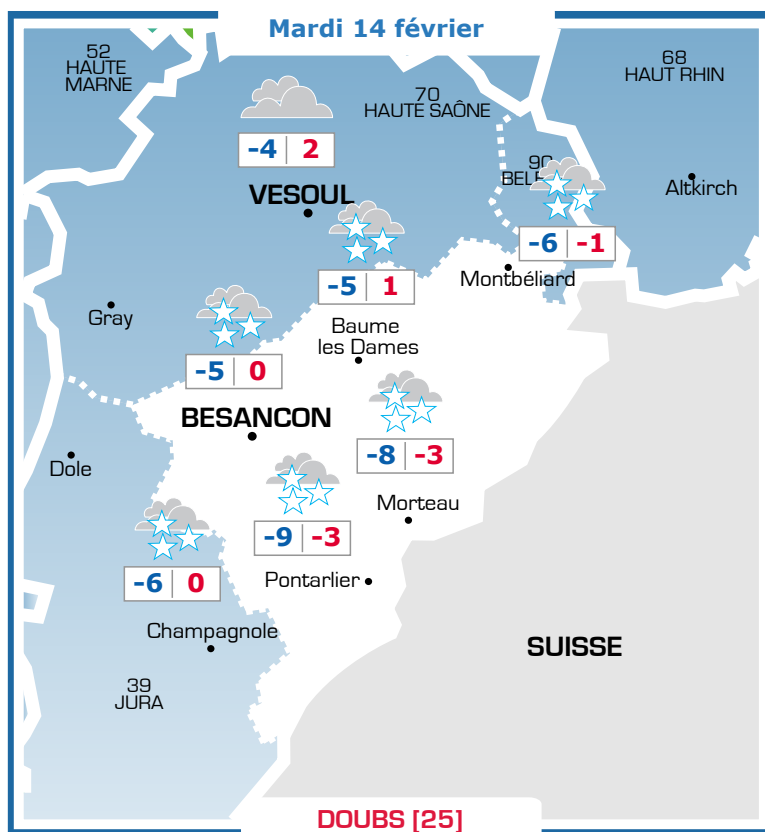 Mardi 14 février
52
HAUTE
MARNE
68
HAUT RHIN
70
HAUTE SAÔNE
-4 2
VESOUL
90
Altkirch
-6 -1
Montbéliard
-5 1
Gray
Baume
les Dames
-5 0
BESANCON
-8 -3
Dole
Morteau
-9 -3
Pontarlier
-6 0
Champagnole
SUISSE
39
JURA
DOUBS [25]